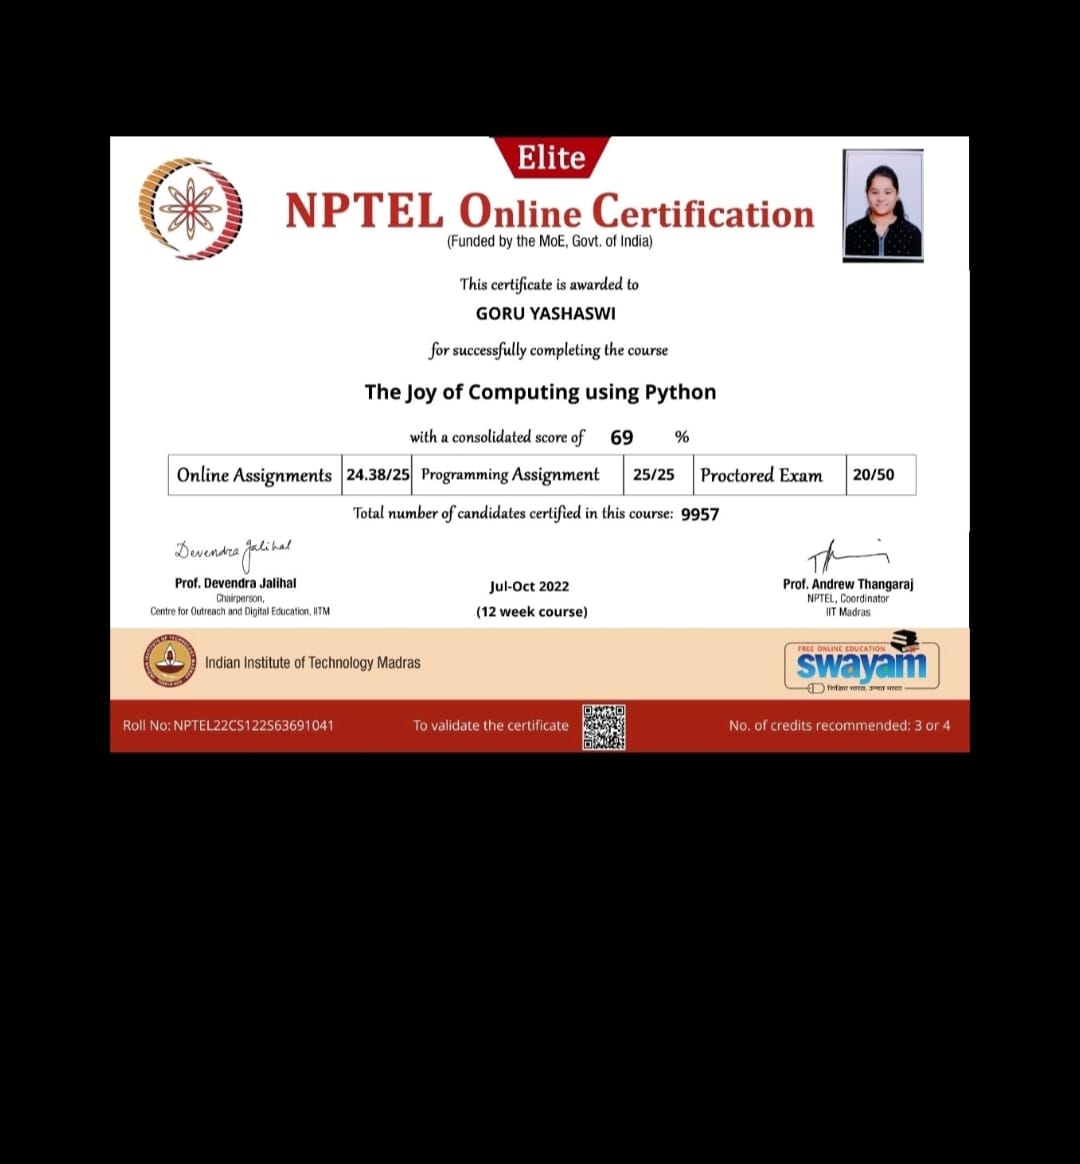 Elite
NPTEL Online Certification
(Funded by the MoE, Govt. of India)
This certificate is awarded to
GORU YASHASWI
for successfully completing the course
The Joy of Computing using Python
with a consolidated score of 69 %
Online Assignments 24.38/25 Programming Assignment 25/25 Proctored Exam 20/50
Total number of candidates certified in this course: 9957
Devendra Jalihal
Prof. Devendra Jalihal
Chairperson,
Centre for Outreach and Digital Education, IITM
Jul-Oct 2022
(12 week course)
Prof. Andrew Thangaraj
NPTEL, Coordinator
IIT Madras
Indian Institute of Technology Madras
FREE ONLINE EDUCATION
swayam
शिक्षित भारत, उन्नत भारत
Roll No: NPTEL22CS122S63691041
To validate the certificate
No. of credits recommended: 3 or 4